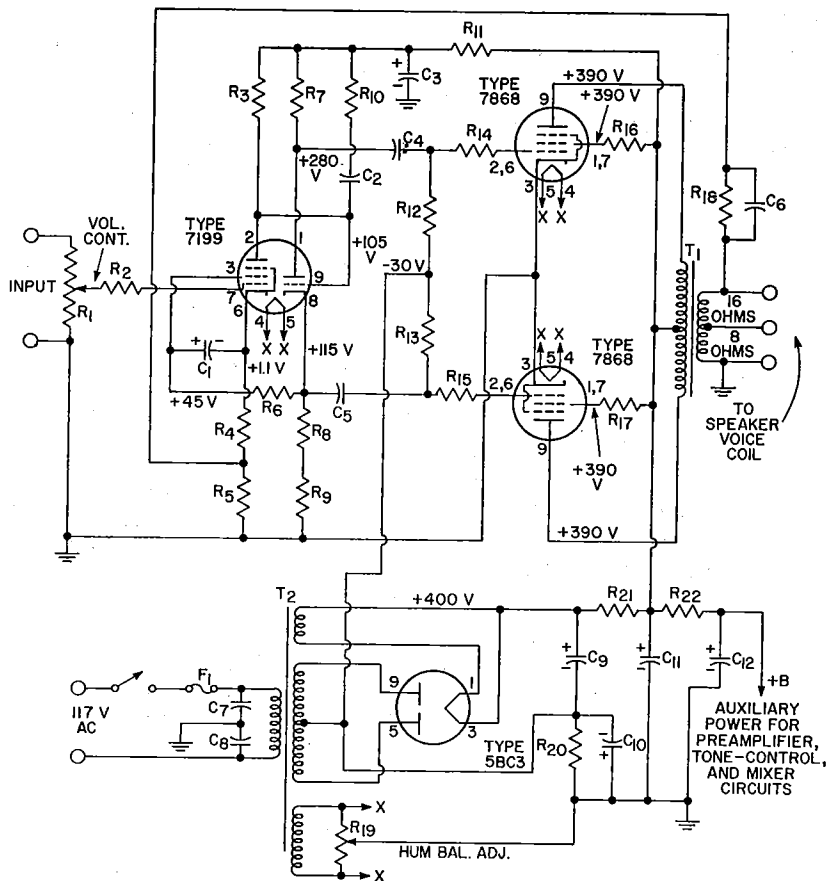 R11
TYPE
7868
+390 V
+390 V
R3
R7
R10
C3
+
-
9
R14
R16
C4
+280
V
C2
2,6
1,7
3
5
4
X X
R18
C6
VOL.
CONT.
TYPE
7199
2
1
R12
+105
V
-30 V
T1
INPUT
R1
R2
3
7
6
9
8
4
5
X X
16
OHMS
8
OHMS
R13
+ -
C1
+1.1 V
+115 V
X
X
3
5
4
TYPE
7868
+45 V
R6
C5
R15
2,6
1,7
R17
R4
R8
9
+390
V
TO
SPEAKER
VOICE
COIL
R5
R9
+390 V
T2
+400 V
R21
R22
+
-
C9
+
-
C11
+
-
C12
+B
F1
9
1
117 V
AC
C7
C8
5
3
TYPE
5BC3
R20
-
+
C10
AUXILIARY
POWER FOR
PREAMPLIFIER,
TONE-CONTROL,
AND MIXER
CIRCUITS
X
R19
HUM BAL. ADJ.
X